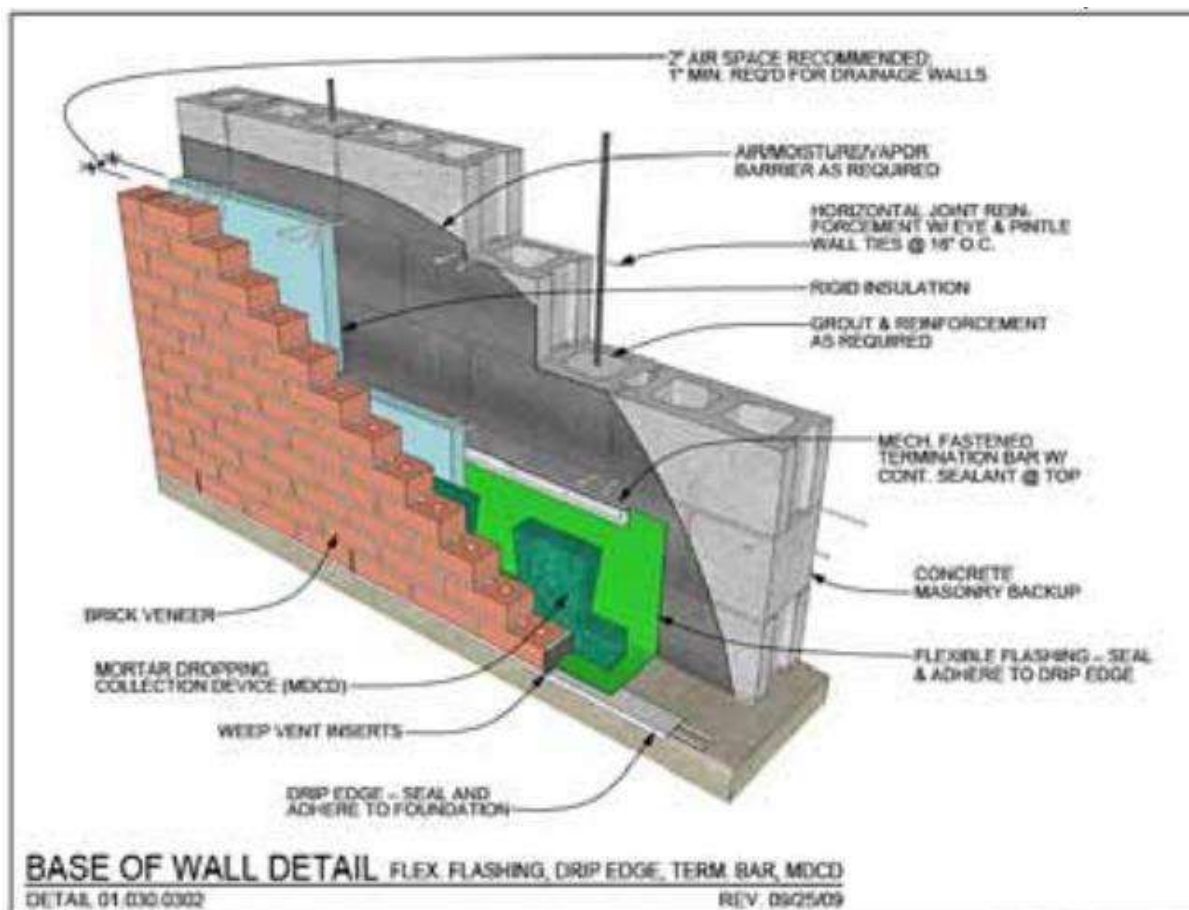 2" AIR SPACE RECOMMENDED;
1" MIN. REQ'D FOR DRAINAGE WALLS
AIR/MOISTURE/VAPOR
BARRIER AS REQUIRED
HORIZONTAL JOINT REIN-
FORCEMENT W/ EYE & PINTLE
WALL TIES @ 16" O.C.
RIGID INSULATION
GROUT & REINFORCEMENT
AS REQUIRED
MECH. FASTENED
TERMINATION BAR W/
CONT. SEALANT @ TOP
CONCRETE
MASONRY BACKUP
FLEXIBLE FLASHING – SEAL
& ADHERE TO DRIP EDGE
BRICK VENEER
MORTAR DROPPING
COLLECTION DEVICE (MDCD)
WEEP VENT INSERTS
DRIP EDGE – SEAL AND
ADHERE TO FOUNDATION
BASE OF WALL DETAIL FLEX. FLASHING, DRIP EDGE, TERM. BAR, MDCD
DETAIL 01.030.0302
REV. 09/25/09